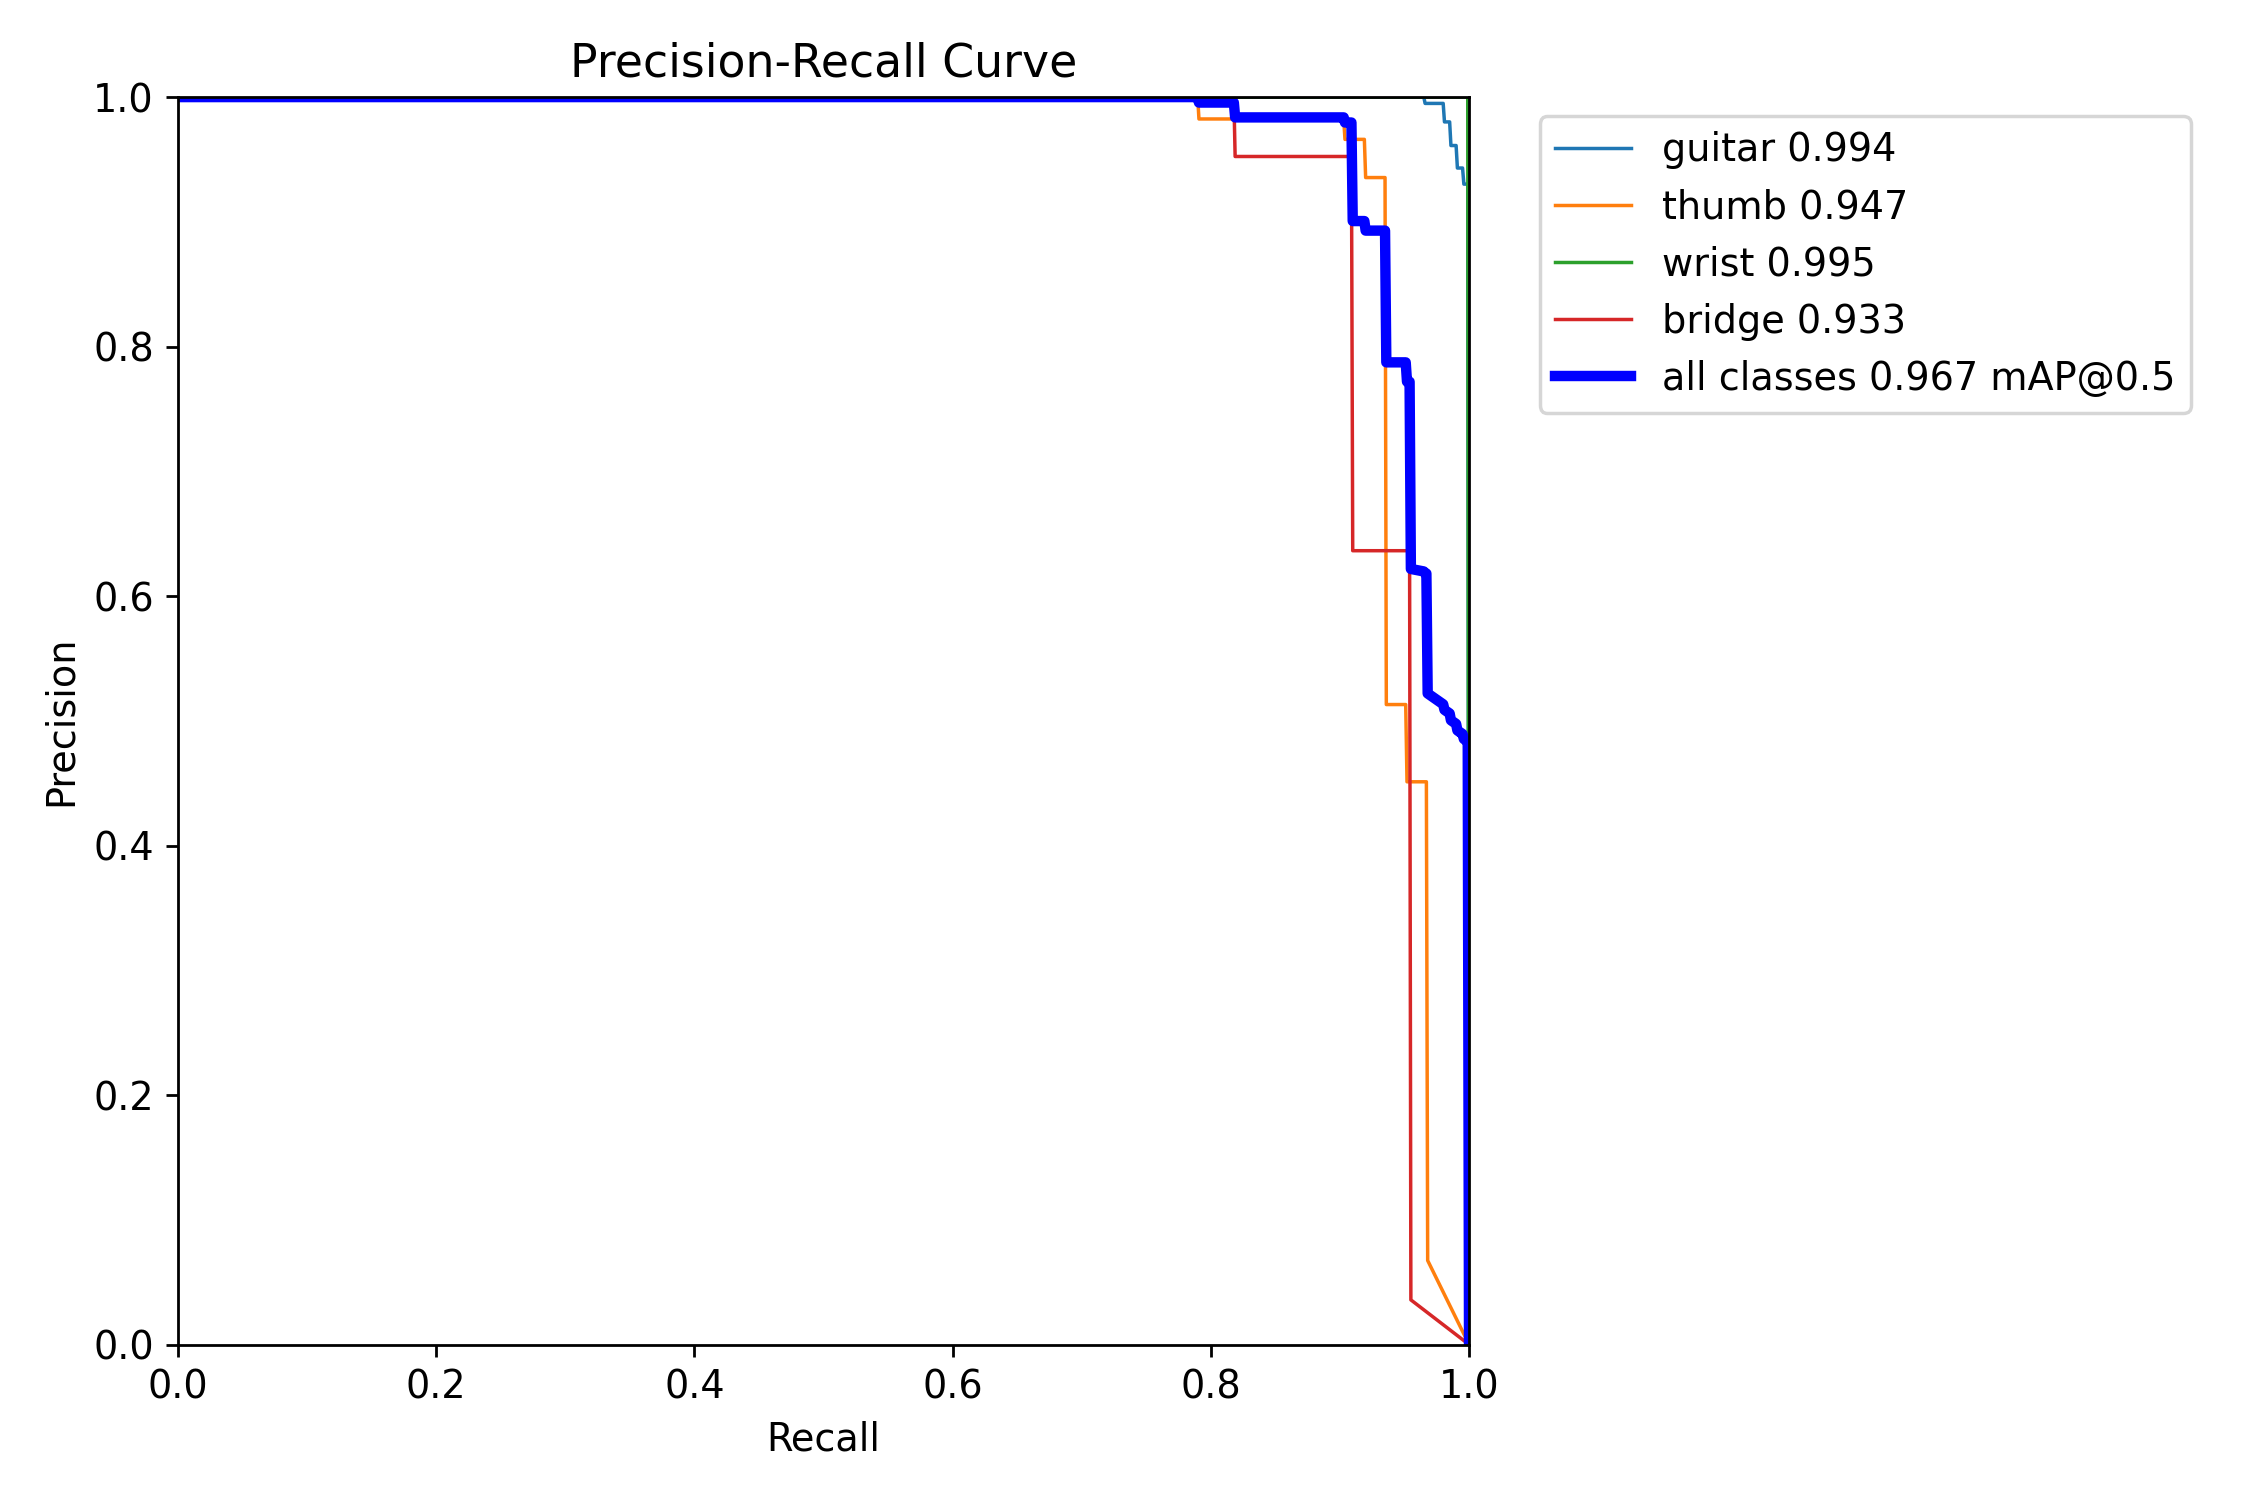 Precision-Recall Curve
1.0
0.8
0.6
0.4
0.2
0.0
Precision
0.0 0.2 0.4 0.6 0.8 1.0
Recall
guitar 0.994
thumb 0.947
wrist 0.995
bridge 0.933
all classes 0.967 mAP@0.5